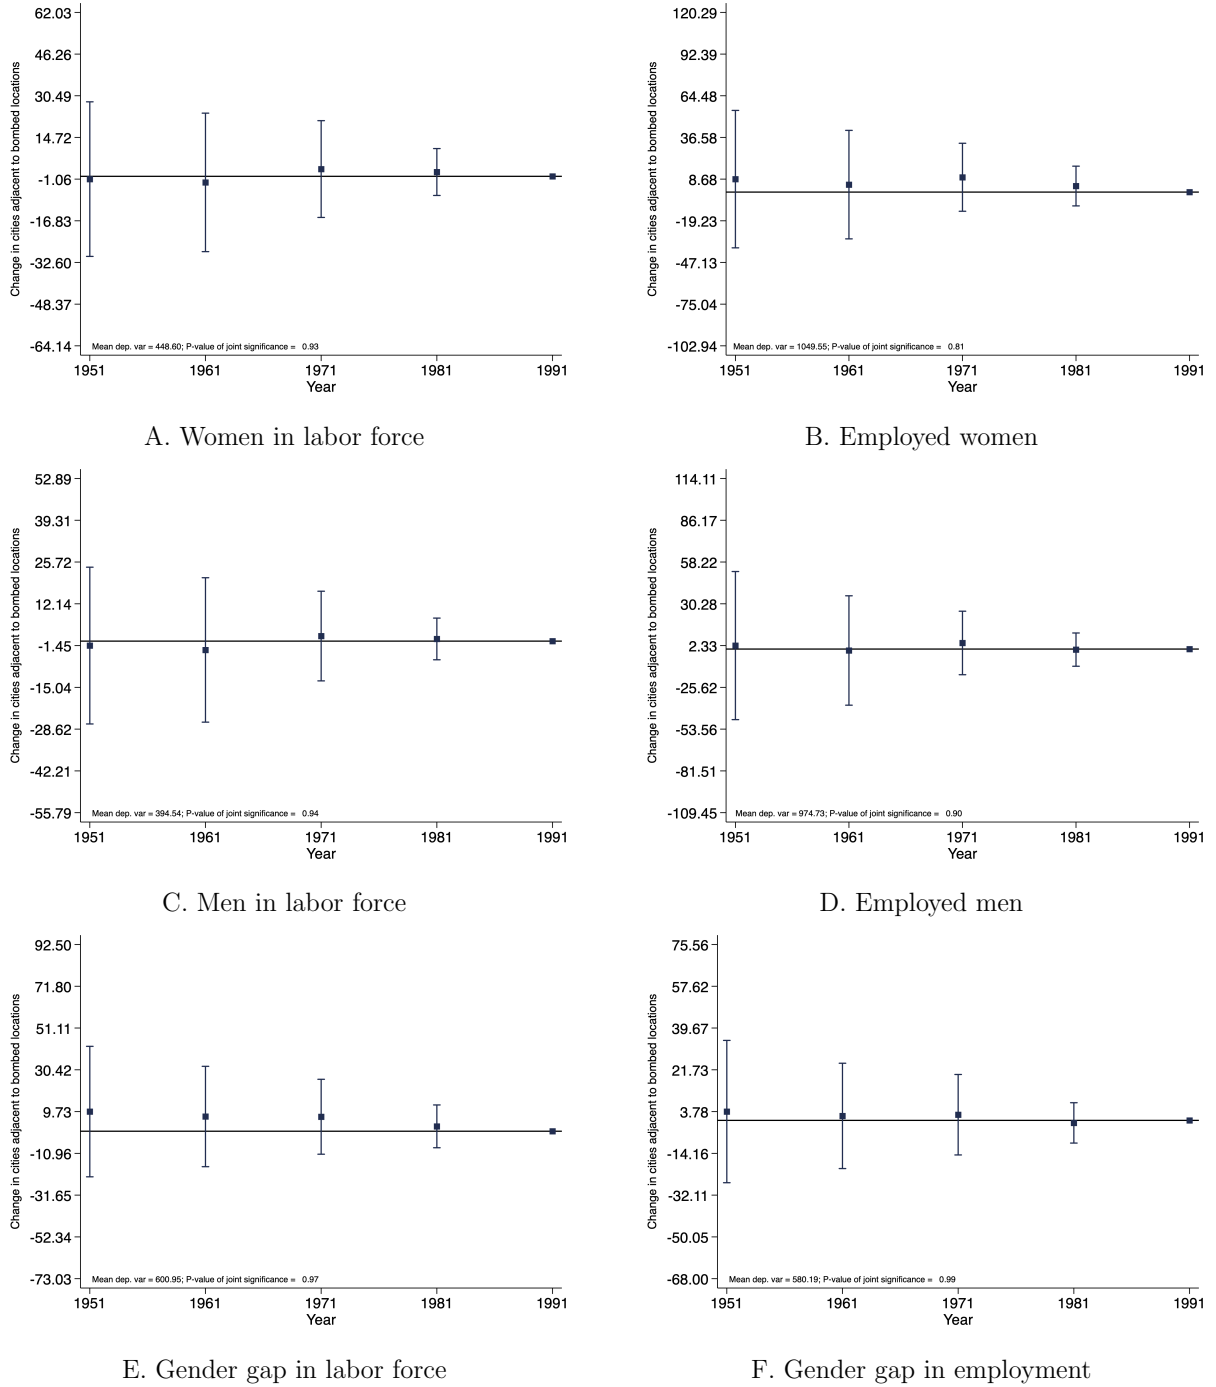 62.03
46.26
30.49
14.72
-1.06
-16.83
-32.60
-48.37
-64.14
Change in cities adjacent to bombed locations
Mean dep. var = 448.60; P-value of joint significance = 0.93
1951 1961 1971 1981 1991
Year
A. Women in labor force
120.29
92.39
64.48
36.58
8.68
-19.23
-47.13
-75.04
-102.94
Change in cities adjacent to bombed locations
Mean dep. var = 1049.55; P-value of joint significance = 0.81
1951 1961 1971 1981 1991
Year
B. Employed women
52.89
39.31
25.72
12.14
-1.45
-15.04
-28.62
-42.21
-55.79
Change in cities adjacent to bombed locations
Mean dep. var = 394.54; P-value of joint significance = 0.94
1951 1961 1971 1981 1991
Year
C. Men in labor force
114.11
86.17
58.22
30.28
2.33
-25.62
-53.56
-81.51
-109.45
Change in cities adjacent to bombed locations
Mean dep. var = 974.73; P-value of joint significance = 0.90
1951 1961 1971 1981 1991
Year
D. Employed men
92.50
71.80
51.11
30.42
9.73
-10.96
-31.65
-52.34
-73.03
Change in cities adjacent to bombed locations
Mean dep. var = 600.95; P-value of joint significance = 0.97
1951 1961 1971 1981 1991
Year
E. Gender gap in labor force
75.56
57.62
39.67
21.73
3.78
-14.16
-32.11
-50.05
-68.00
Change in cities adjacent to bombed locations
Mean dep. var = 580.19; P-value of joint significance = 0.99
1951 1961 1971 1981 1991
Year
F. Gender gap in employment